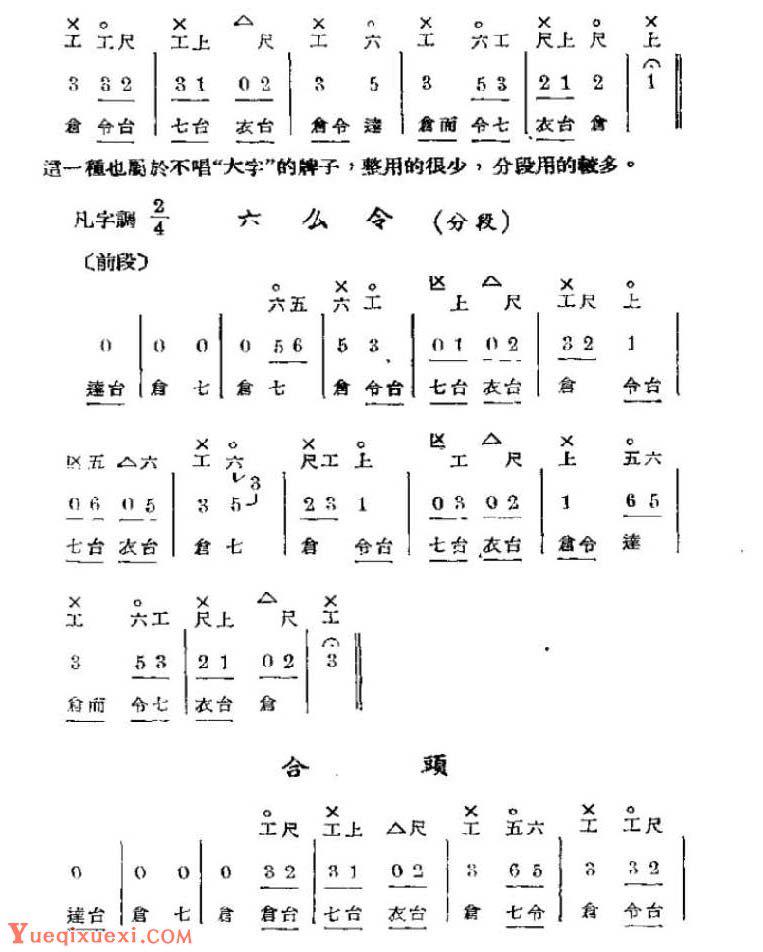 × ○ × △ × ○ × ○ × ○ ×
工 工尺 工上 尺 工 六 工 六工 尺上 尺 上
3 3 2 | 3 1 0 2 | 3 5 | 3 5 3 | 2 1 2 | 1
倉 令台 七台 衣台 倉令 達 倉而 令七 衣台 倉
這一種也屬於不唱“大字”的牌子，整用的很少，分段用的較多。
凡字調 2/4 六么令（分段）
〔前段〕
○ × ○ 区 △ × ○
六五 六 工 上 尺 工尺 上
0 | 0 0 | 0 5 6 | 5 3 | 0 1 0 2 | 3 2 1
達台 倉 七 倉 七 倉 令台 七台 衣台 倉 令台
× ○ × ○ 区 △ × ○
区五 △六 工 六 尺工 上 工 尺 上 五六
0 6 0 5 | 3 5 3 | 2 3 1 | 0 3 0 2 | 1 6 5
七台 衣台 倉 七 倉 令台 七台 衣台 倉令 達
× ○ × △ ×
工 六工 尺上 尺 工
3 5 3 | 2 1 0 2 | 3
倉而 令七 衣台 倉
合頭
○ × × ○ × ○
工尺 工上 △尺 工 五六 工 工尺
0 | 0 0 | 0 3 2 | 3 1 0 2 | 3 6 5 | 3 3 2
達台 倉 七 倉 倉台 七台 衣台 倉 七令 倉 令台
Yueqixuexi.com